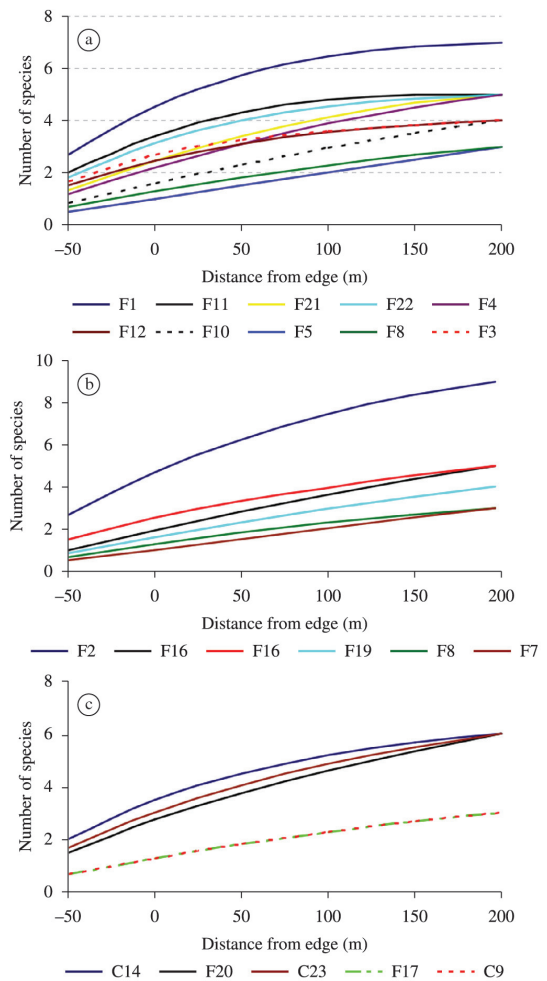 a
8
6
4
2
0
Number of species
–50 0 50 100 150 200
Distance from edge (m)
F1 F11 F21 F22 F4
F12 F10 F5 F8 F3
b
10
8
6
4
2
0
Number of species
–50 0 50 100 150 200
Distance from edge (m)
F2 F16 F16 F19 F8 F7
c
8
6
4
2
0
Number of species
–50 0 50 100 150 200
Distance from edge (m)
C14 F20 C23 F17 C9